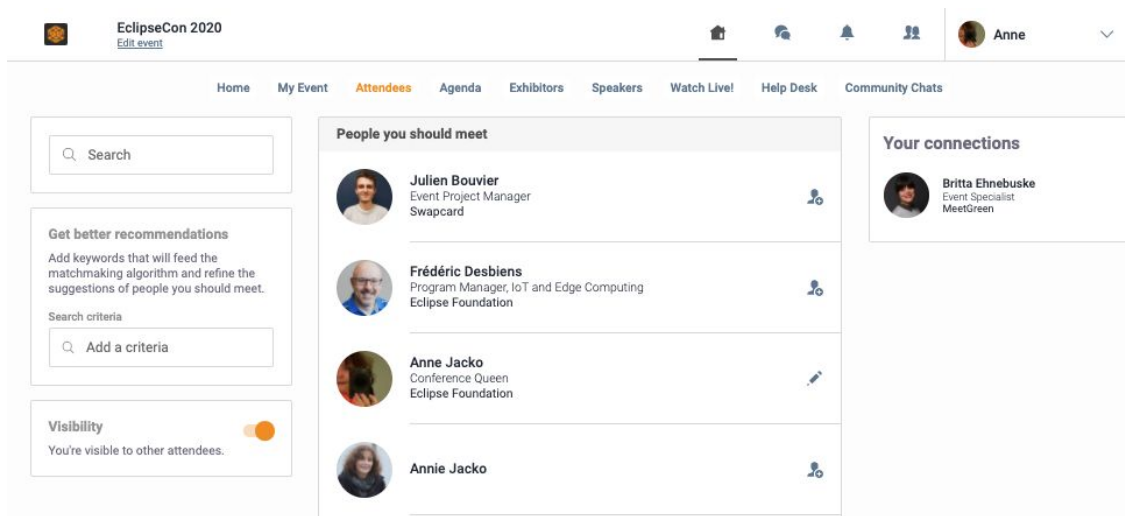 EclipseCon 2020
Edit event
Anne
Home My Event Attendees Agenda Exhibitors Speakers Watch Live! Help Desk Community Chats
Search
Get better recommendations
Add keywords that will feed the
matchmaking algorithm and refine the
suggestions of people you should meet.
Search criteria
Add a criteria
Visibility
You're visible to other attendees.
People you should meet
Julien Bouvier
Event Project Manager
Swapcard
Frédéric Desbiens
Program Manager, IoT and Edge Computing
Eclipse Foundation
Anne Jacko
Conference Queen
Eclipse Foundation
Annie Jacko
Your connections
Britta Ehnebuske
Event Specialist
MeetGreen